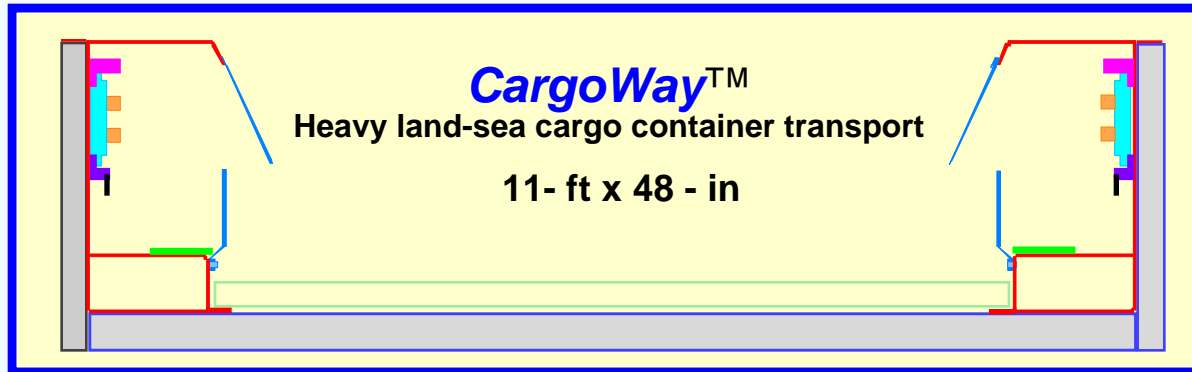 CargoWay™
Heavy land-sea cargo container transport
11- ft x 48 - in